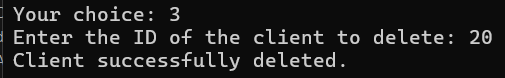 Your choice: 3
Enter the ID of the client to delete: 20
Client successfully deleted.